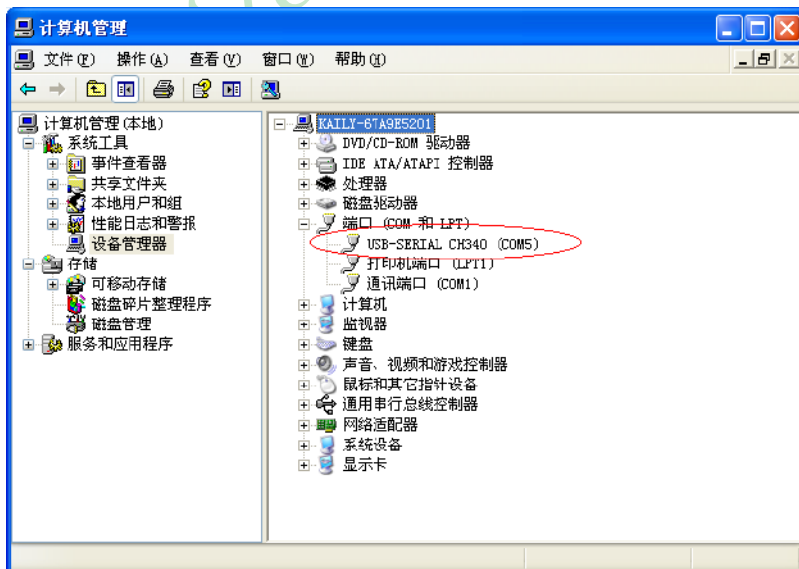 计算机管理
文件(F) 操作(A) 查看(V) 窗口(W) 帮助(H)
计算机管理(本地)
系统工具
事件查看器
共享文件夹
本地用户和组
性能日志和警报
设备管理器
存储
可移动存储
磁盘碎片整理程序
磁盘管理
服务和应用程序
KAILY-67A9E5201
DVD/CD-ROM 驱动器
IDE ATA/ATAPI 控制器
处理器
磁盘驱动器
端口 (COM 和 LPT)
USB-SERIAL CH340 (COM5)
打印机端口 (LPT1)
通讯端口 (COM1)
计算机
监视器
键盘
声音、视频和游戏控制器
鼠标和其它指针设备
通用串行总线控制器
网络适配器
系统设备
显示卡